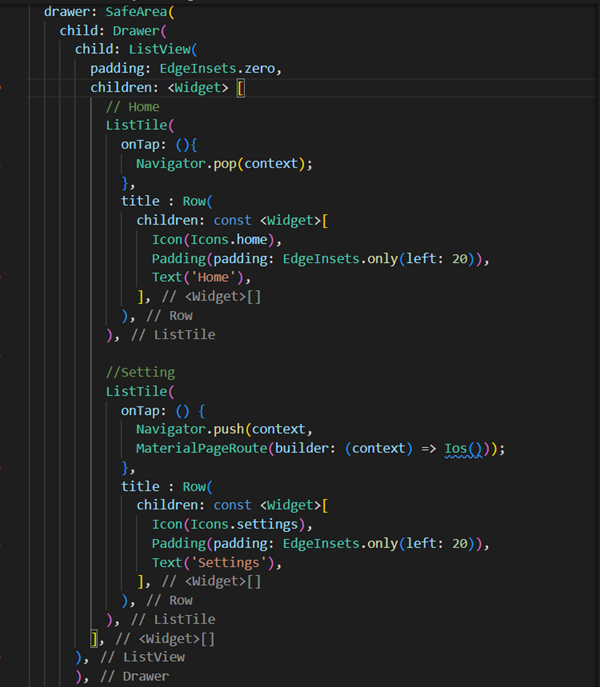 drawer: SafeArea(
child: Drawer(
child: ListView(
padding: EdgeInsets.zero,
children: <Widget> [
// Home
ListTile(
onTap: (){
Navigator.pop(context);
},
title : Row(
children: const <Widget>[
Icon(Icons.home),
Padding(padding: EdgeInsets.only(left: 20)),
Text('Home'),
], // <Widget>[]
), // Row
), // ListTile
//Setting
ListTile(
onTap: () {
Navigator.push(context,
MaterialPageRoute(builder: (context) => Ios()));
},
title : Row(
children: const <Widget>[
Icon(Icons.settings),
Padding(padding: EdgeInsets.only(left: 20)),
Text('Settings'),
], // <Widget>[]
), // Row
), // ListTile
], // <Widget>[]
), // ListView
), // Drawer